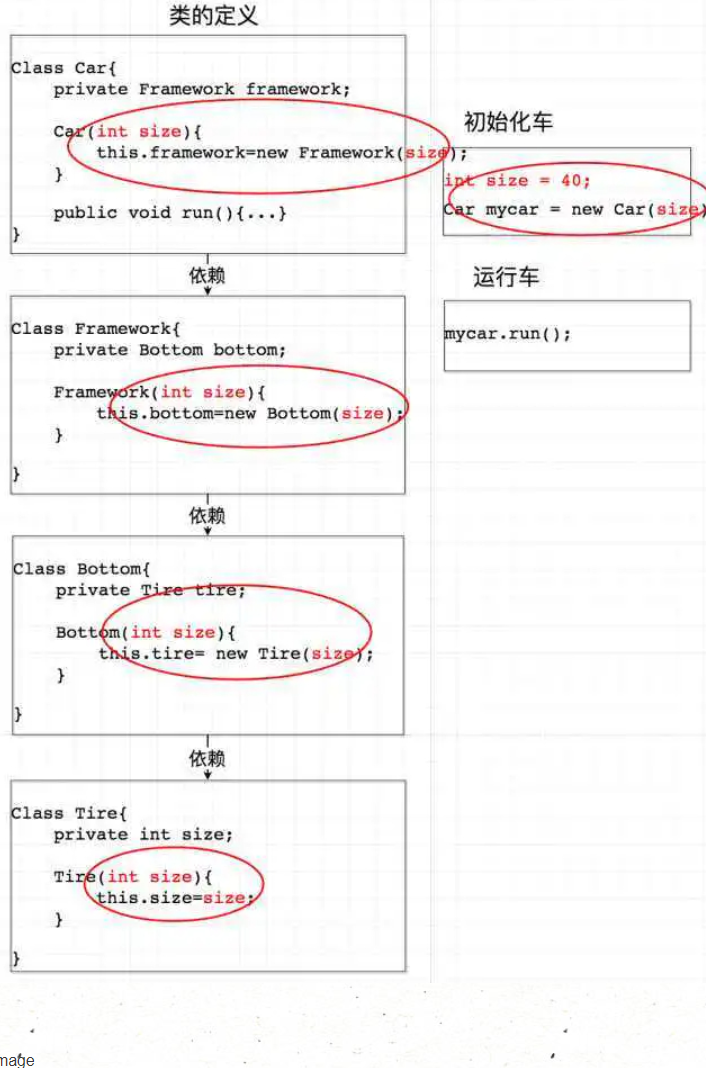 类的定义
Class Car{
private Framework framework;
Car(int size){
this.framework=new Framework(size);
}
public void run(){...}
}
依赖
Class Framework{
private Bottom bottom;
Framework(int size){
this.bottom=new Bottom(size);
}
}
依赖
Class Bottom{
private Tire tire;
Bottom(int size){
this.tire= new Tire(size);
}
}
依赖
Class Tire{
private int size;
Tire(int size){
this.size=size;
}
}
初始化车
int size = 40;
Car mycar = new Car(size)
运行车
mycar.run();
mage